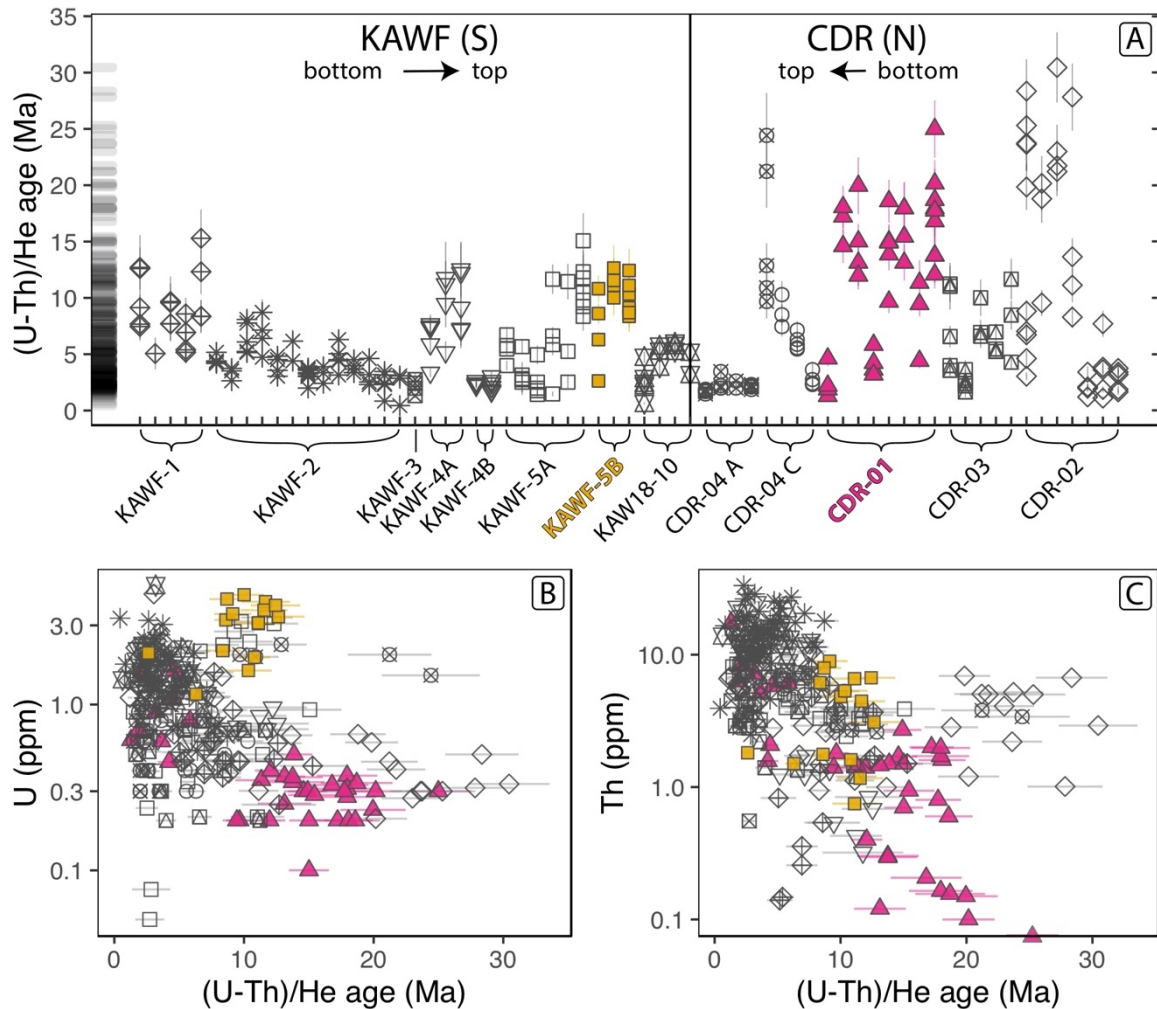 KAWF (S)
bottom → top
CDR (N)
top ← bottom
A
(U-Th)/He age (Ma)
35
30
25
20
15
10
5
0
KAWF-1
KAWF-2
KAWF-3
KAWF-4A
KAWF-4B
KAWF-5A
KAWF-5B
KAW18-10
CDR-04 A
CDR-04 C
CDR-01
CDR-03
CDR-02
B
U (ppm)
3.0
1.0
0.3
0.1
0 10 20 30
(U-Th)/He age (Ma)
C
Th (ppm)
10.0
1.0
0.1
0 10 20 30
(U-Th)/He age (Ma)